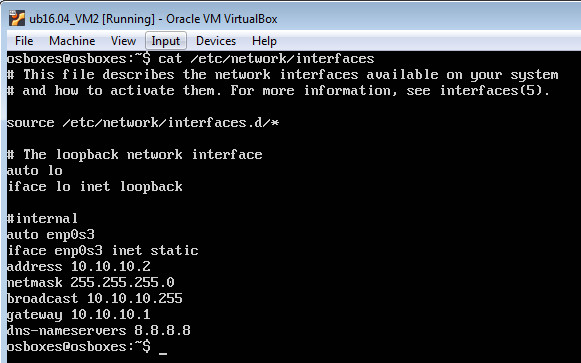 ub16.04_VM2 [Running] - Oracle VM VirtualBox
File Machine View Input Devices Help
osboxes@osboxes:~$ cat /etc/network/interfaces
# This file describes the network interfaces available on your system
# and how to activate them. For more information, see interfaces(5).
source /etc/network/interfaces.d/*
# The loopback network interface
auto lo
iface lo inet loopback
#internal
auto enp0s3
iface enp0s3 inet static
address 10.10.10.2
netmask 255.255.255.0
broadcast 10.10.10.255
gateway 10.10.10.1
dns-nameservers 8.8.8.8
osboxes@osboxes:~$ _